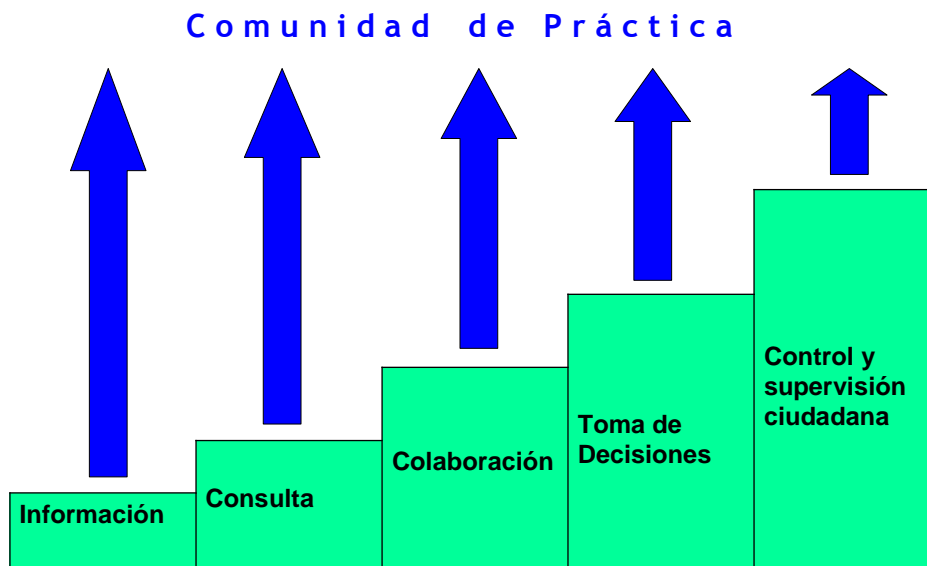 Comunidad de Práctica
Información
Consulta
Colaboración
Toma de
Decisiones
Control y
supervisión
ciudadana